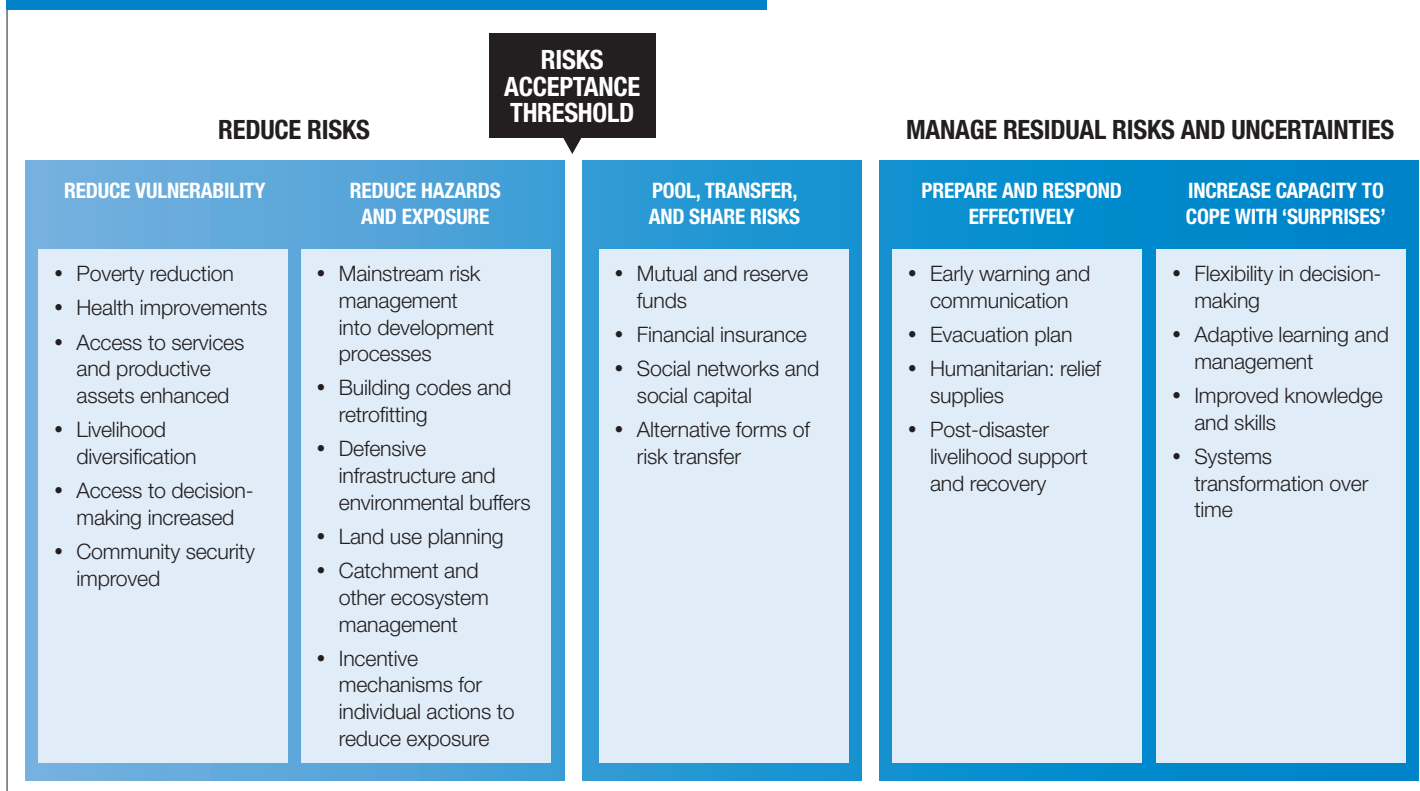 RISKS
ACCEPTANCE
THRESHOLD
REDUCE RISKS
MANAGE RESIDUAL RISKS AND UNCERTAINTIES
REDUCE VULNERABILITY
• Poverty reduction
• Health improvements
• Access to services
and productive
assets enhanced
• Livelihood
diversification
• Access to decision-
making increased
• Community security
improved
REDUCE HAZARDS
AND EXPOSURE
• Mainstream risk
management
into development
processes
• Building codes and
retrofitting
• Defensive
infrastructure and
environmental buffers
• Land use planning
• Catchment and
other ecosystem
management
• Incentive
mechanisms for
individual actions to
reduce exposure
POOL, TRANSFER,
AND SHARE RISKS
• Mutual and reserve
funds
• Financial insurance
• Social networks and
social capital
• Alternative forms of
risk transfer
PREPARE AND RESPOND
EFFECTIVELY
• Early warning and
communication
• Evacuation plan
• Humanitarian: relief
supplies
• Post-disaster
livelihood support
and recovery
INCREASE CAPACITY TO
COPE WITH ‘SURPRISES’
• Flexibility in decision-
making
• Adaptive learning and
management
• Improved knowledge
and skills
• Systems
transformation over
time